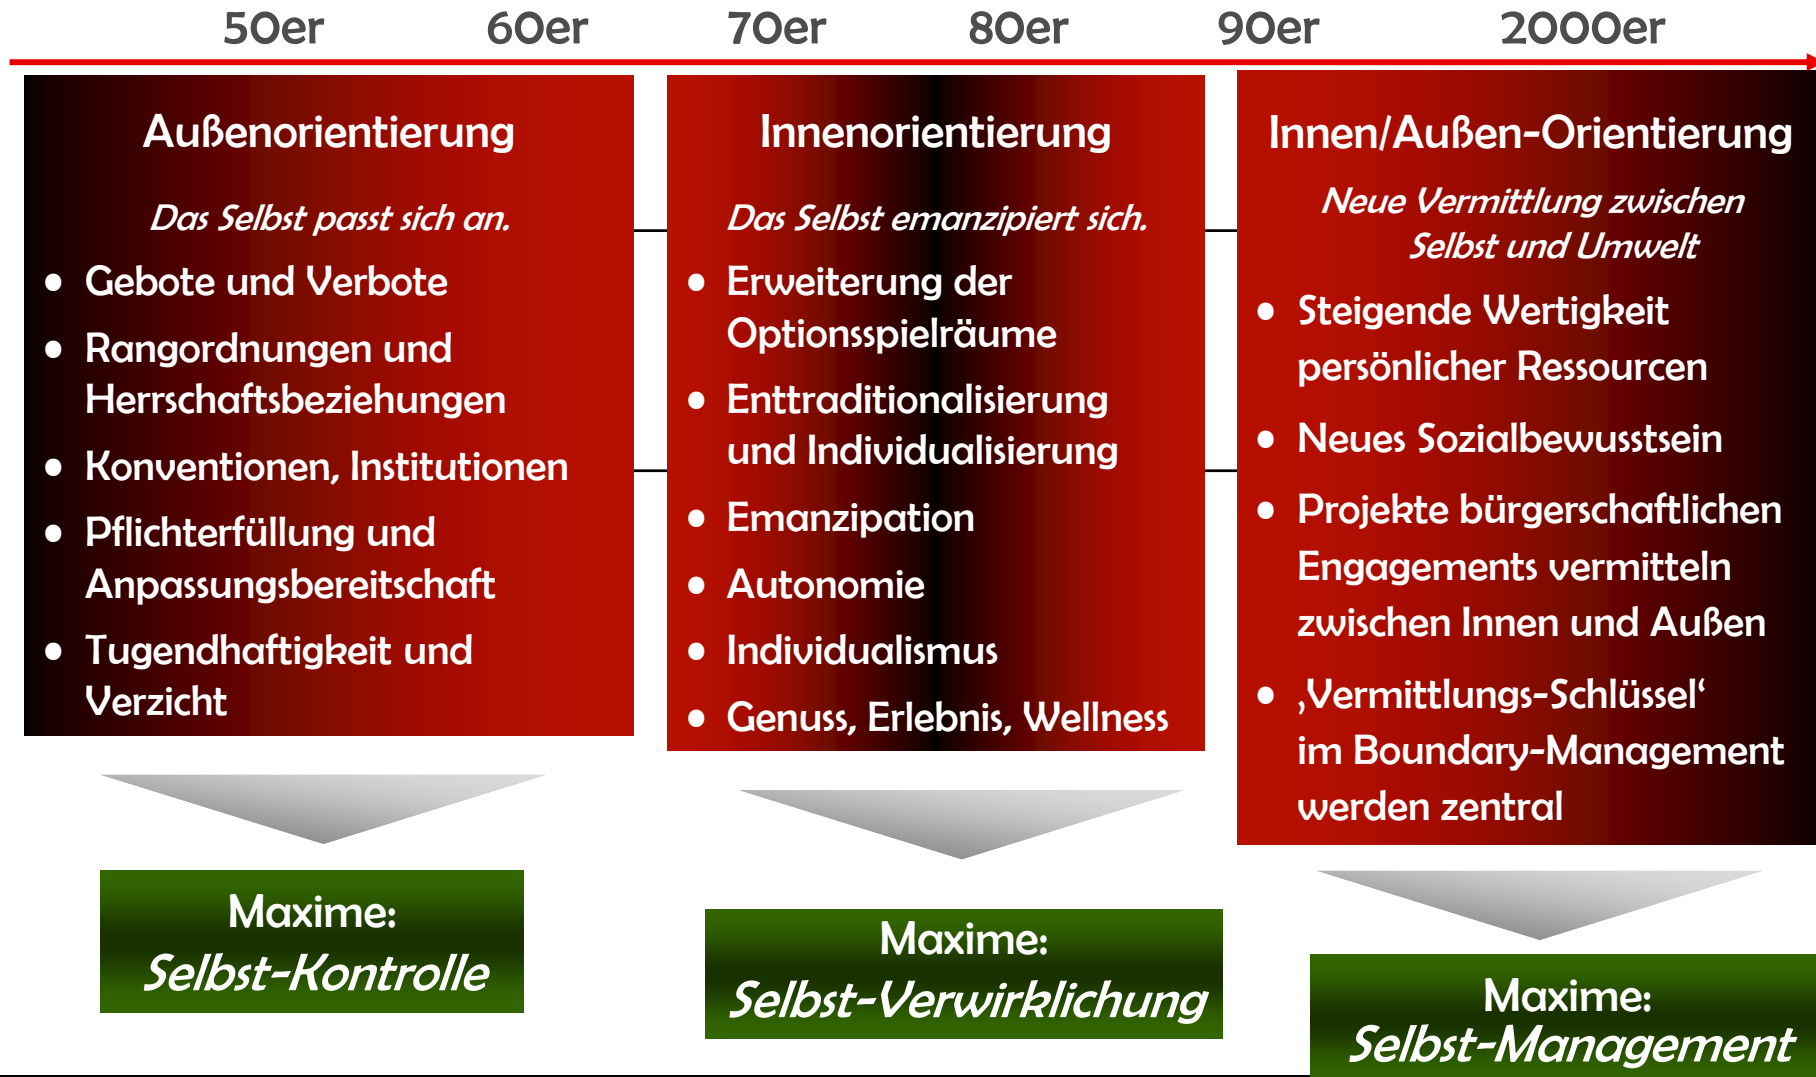 50er 60er 70er 80er 90er 2000er
Außenorientierung
Das Selbst passt sich an.
• Gebote und Verbote
• Rangordnungen und
Herrschaftsbeziehungen
• Konventionen, Institutionen
• Pflichterfüllung und
Anpassungsbereitschaft
• Tugendhaftigkeit und
Verzicht
Maxime:
Selbst-Kontrolle
Innenorientierung
Das Selbst emanzipiert sich.
• Erweiterung der
Optionsspielräume
• Enttraditionalisierung
und Individualisierung
• Emanzipation
• Autonomie
• Individualismus
• Genuss, Erlebnis, Wellness
Maxime:
Selbst-Verwirklichung
Innen/Außen-Orientierung
Neue Vermittlung zwischen
Selbst und Umwelt
• Steigende Wertigkeit
persönlicher Ressourcen
• Neues Sozialbewusstsein
• Projekte bürgerschaftlichen
Engagements vermitteln
zwischen Innen und Außen
• ‚Vermittlungs-Schlüssel‘
im Boundary-Management
werden zentral
Maxime:
Selbst-Management